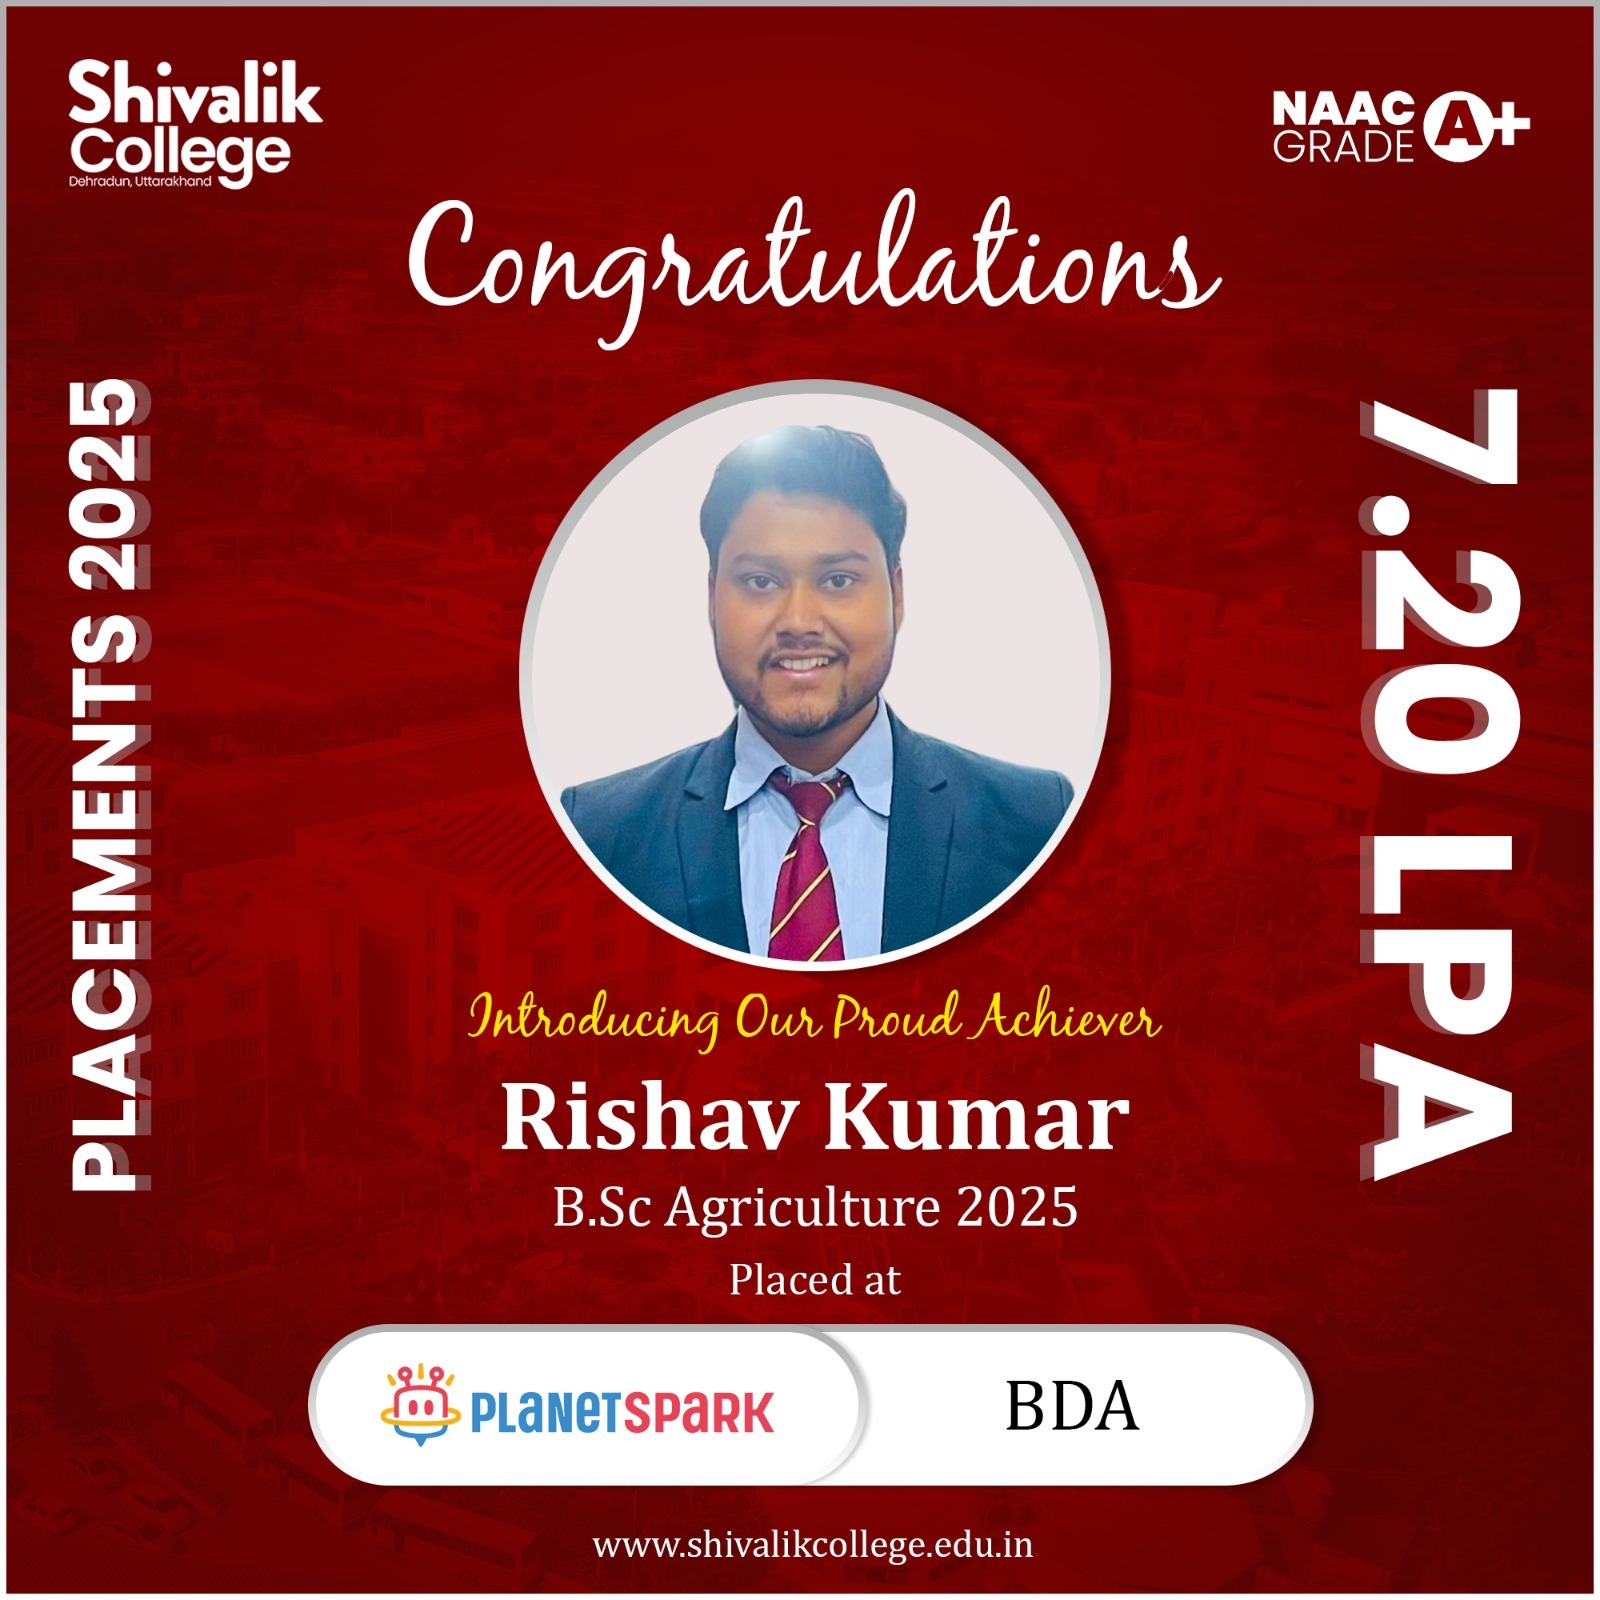 Shivalik
College
Dehradun, Uttarakhand
NAAC
GRADE A+
Congratulations
PLACEMENTS 2025
7.20 LPA
Introducing Our Proud Achiever
Rishav Kumar
B.Sc Agriculture 2025
Placed at
PLANETSPARK
BDA
www.shivalikcollege.edu.in